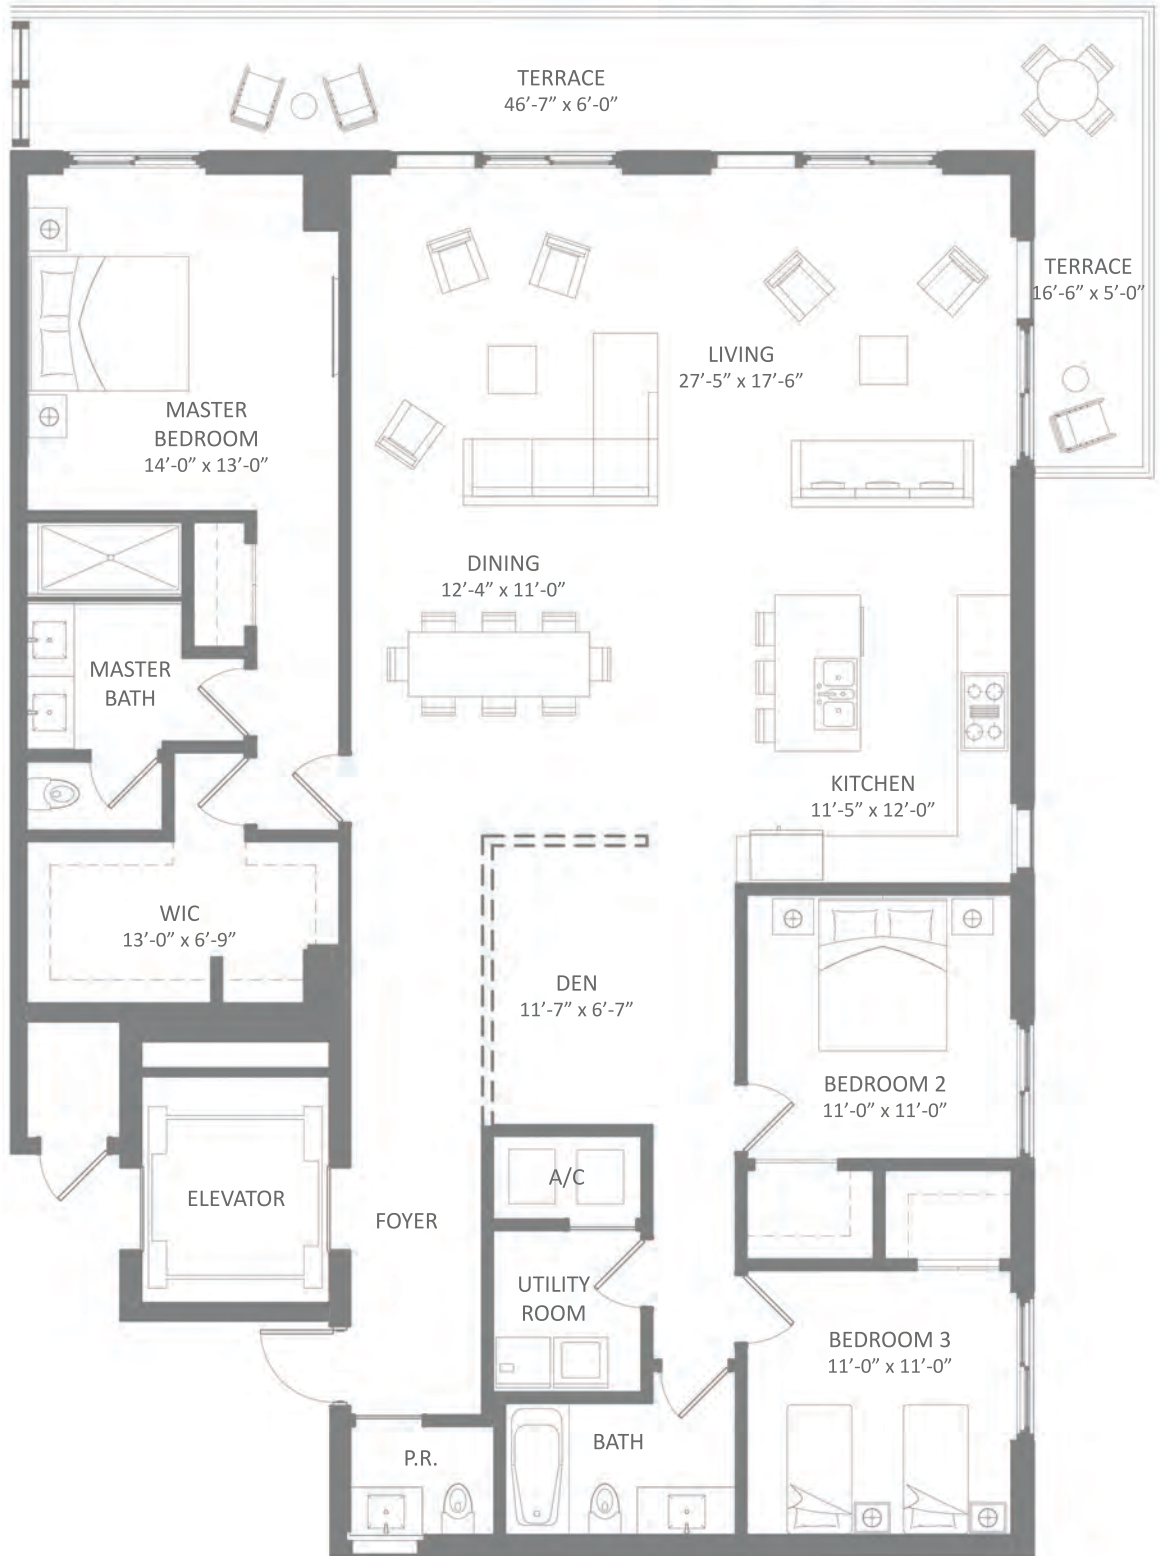 TERRACE
46’-7” x 6’-0”
TERRACE
16’-6” x 5’-0”
LIVING
27’-5” x 17’-6”
MASTER
BEDROOM
14’-0” x 13’-0”
DINING
12’-4” x 11’-0”
MASTER
BATH
KITCHEN
11’-5” x 12’-0”
WIC
13’-0” x 6’-9”
DEN
11’-7” x 6’-7”
BEDROOM 2
11’-0” x 11’-0”
A/C
ELEVATOR
FOYER
UTILITY
ROOM
BEDROOM 3
11’-0” x 11’-0”
BATH
P.R.